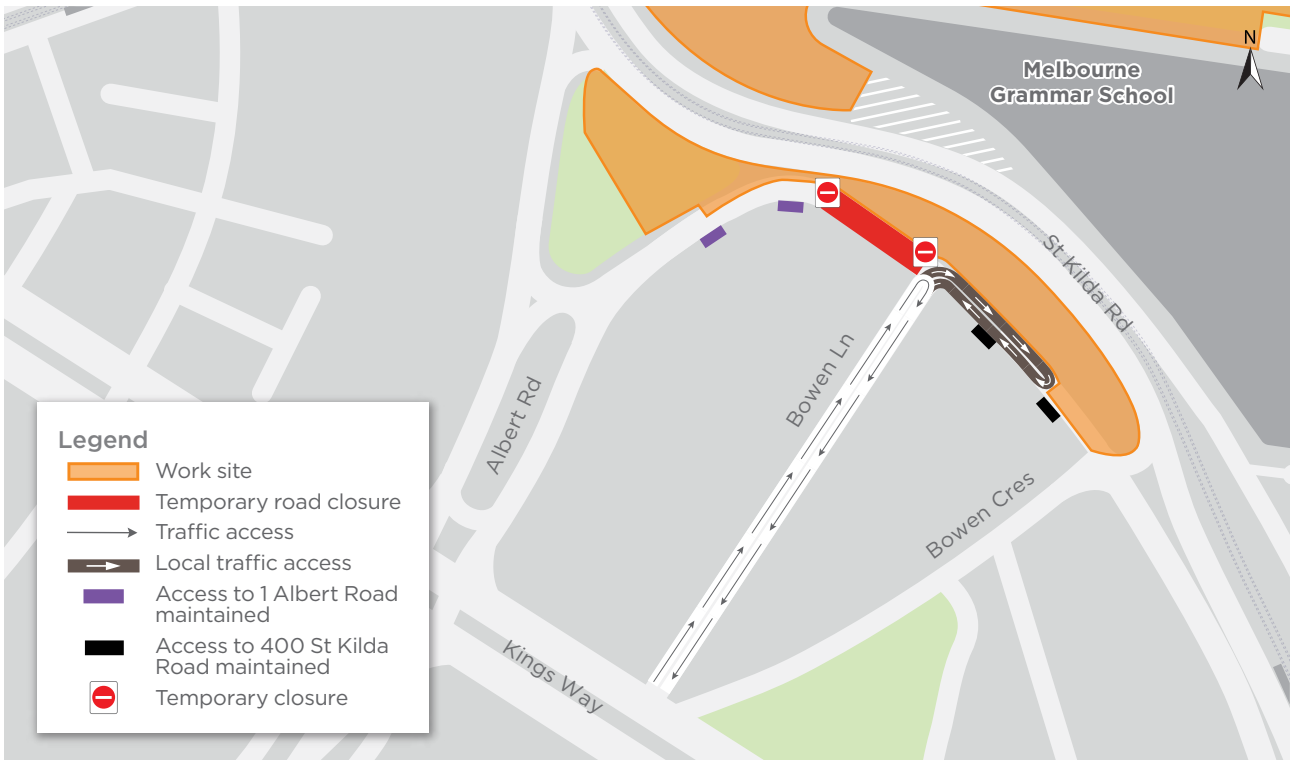 N
Melbourne
Grammar School
St Kilda Rd
Bowen Ln
Albert Rd
Bowen Cres
Kings Way
Legend
Work site
Temporary road closure
Traffic access
Local traffic access
Access to 1 Albert Road
maintained
Access to 400 St Kilda
Road maintained
Temporary closure